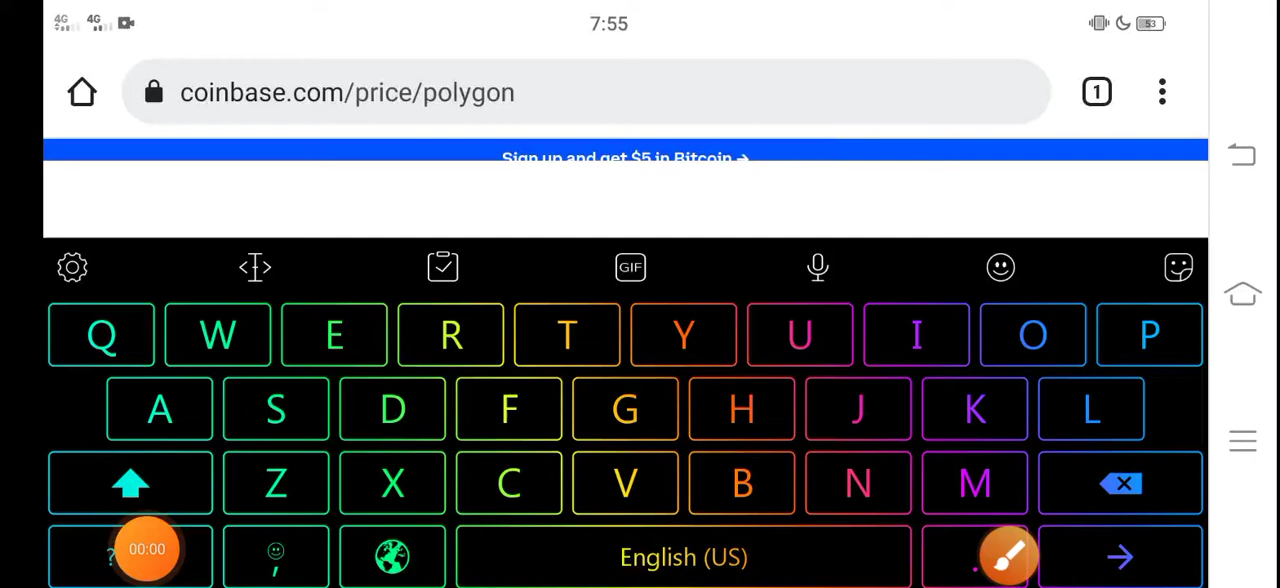 4G 4G 7:55 53
coinbase.com/price/polygon 1
Sign up and get $5 in Bitcoin →
GIF
Q W E R T Y U I O P
A S D F G H J K L
Z X C V B N M
00:00 , English (US) .